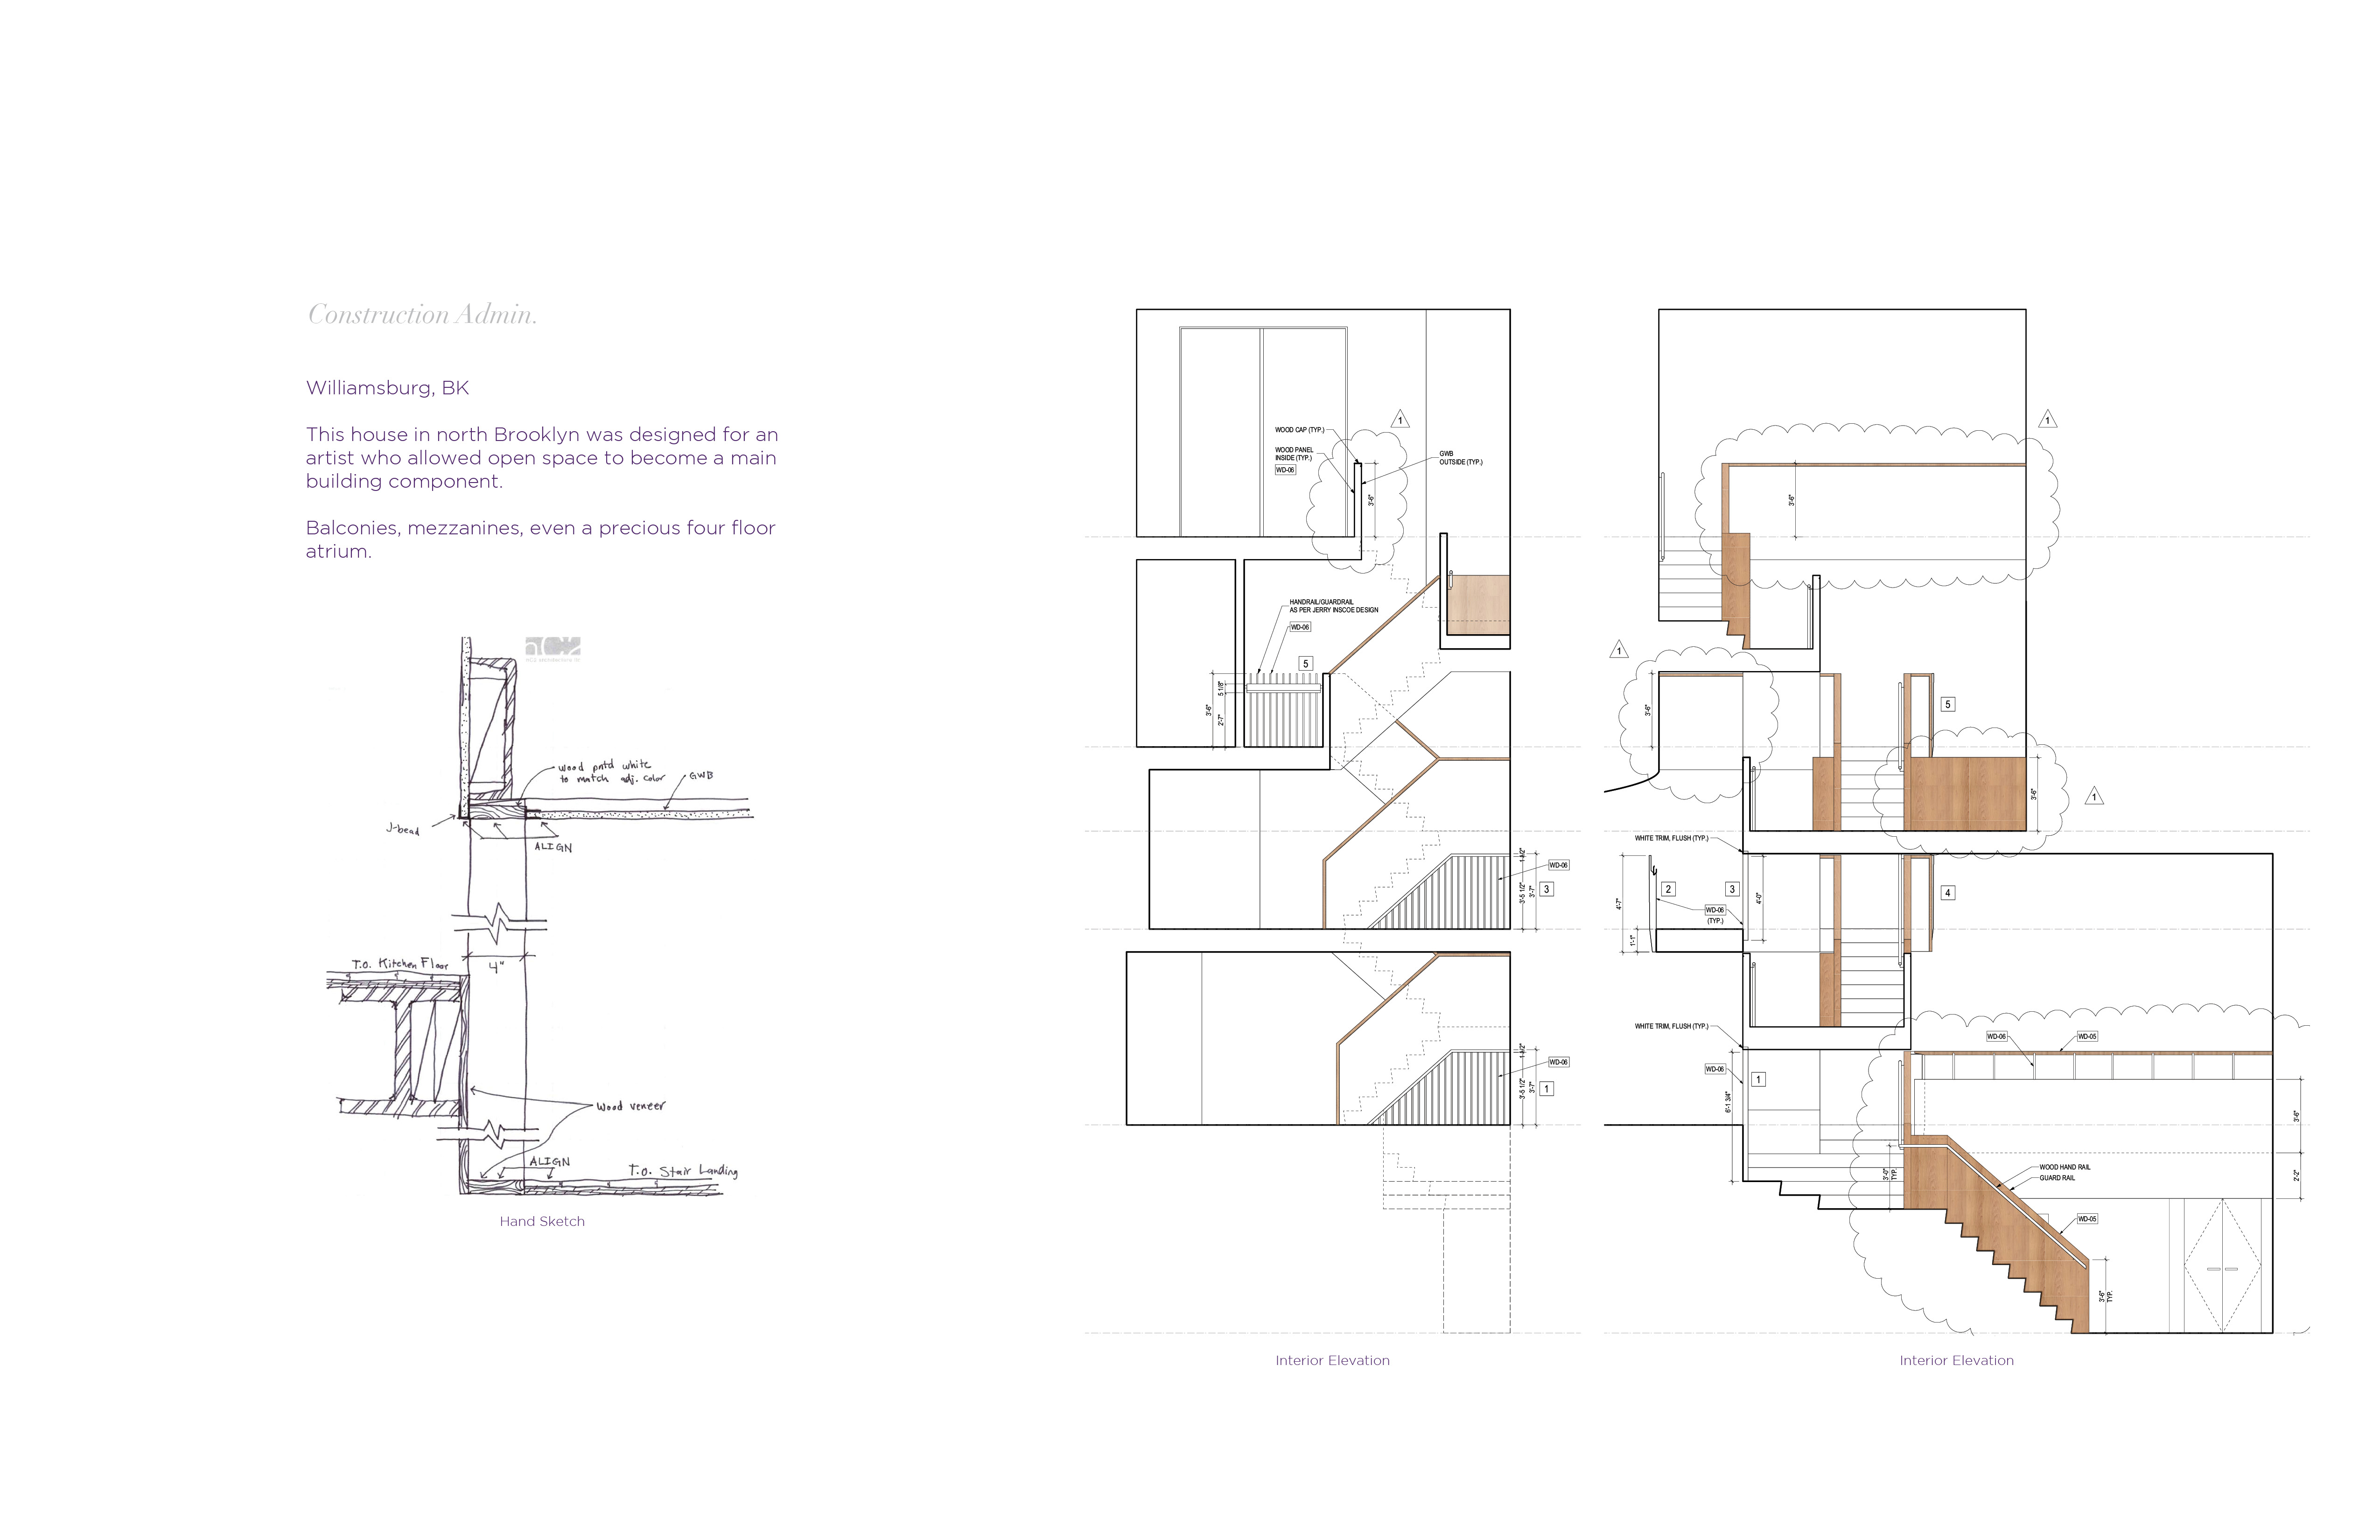 Construction Admin.
Williamsburg, BK
This house in north Brooklyn was designed for an
artist who allowed open space to become a main
building component.
Balconies, mezzanines, even a precious four floor
atrium.
wood pntd white
to match adj. color
GWB
J-bead
ALIGN
T.O. Kitchen Floor
4"
Wood veneer
ALIGN
T.O. Stair Landing
Hand Sketch
1
WOOD CAP (TYP.)
WOOD PANEL
INSIDE (TYP.)
WD-06
GWB
OUTSIDE (TYP.)
3'-6"
HANDRAIL/GUARDRAIL
AS PER JERRY INSCOE DESIGN
WD-06
5
3'-6"
5 1/8"
2'-7"
WD-06
3
1 1/2"
3'-5 1/2"
3'-7"
WD-06
1
1 1/2"
3'-5 1/2"
3'-7"
Interior Elevation
1
3'-6"
1
3'-6"
5
1
3'-6"
WHITE TRIM, FLUSH (TYP.)
2
3
4
4'-7"
1'-1"
WD-06
(TYP.)
4'-0"
WHITE TRIM, FLUSH (TYP.)
WD-06
WD-05
WD-06
1
6'-1 3/4"
3'-6"
2'-2"
3'-0"
TYP.
WOOD HAND RAIL
GUARD RAIL
WD-05
3'-6"
TYP.
Interior Elevation